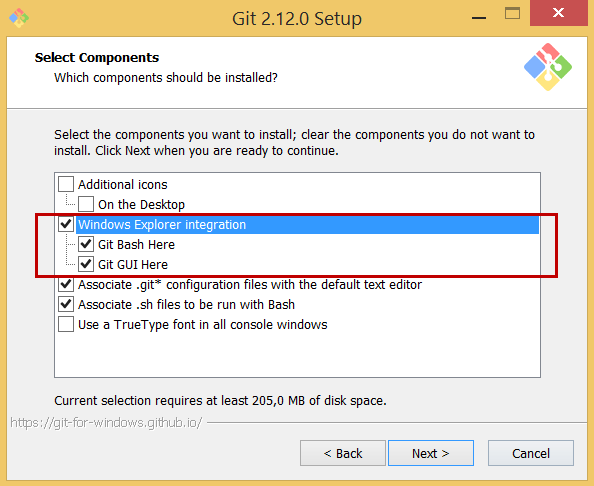 Git 2.12.0 Setup
Select Components
Which components should be installed?
Select the components you want to install; clear the components you do not want to
install. Click Next when you are ready to continue.
Additional icons
On the Desktop
Windows Explorer integration
Git Bash Here
Git GUI Here
Associate .git* configuration files with the default text editor
Associate .sh files to be run with Bash
Use a TrueType font in all console windows
Current selection requires at least 205,0 MB of disk space.
https://git-for-windows.github.io/
< Back
Next >
Cancel